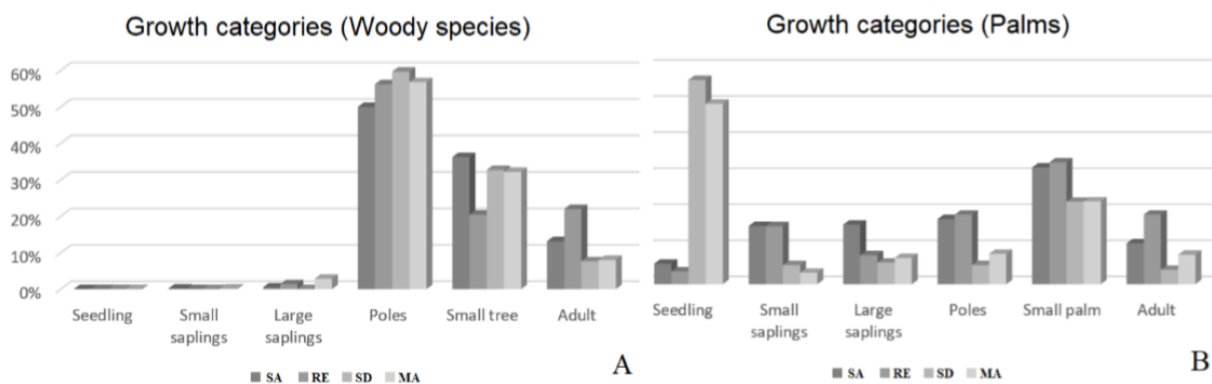 Growth categories (Woody species)
60%
50%
40%
30%
20%
10%
0%
Seedling
Small saplings
Large saplings
Poles
Small tree
Adult
SA RE SD MA
A
Growth categories (Palms)
Seedling
Small saplings
Large saplings
Poles
Small palm
Adult
SA RE SD MA
B